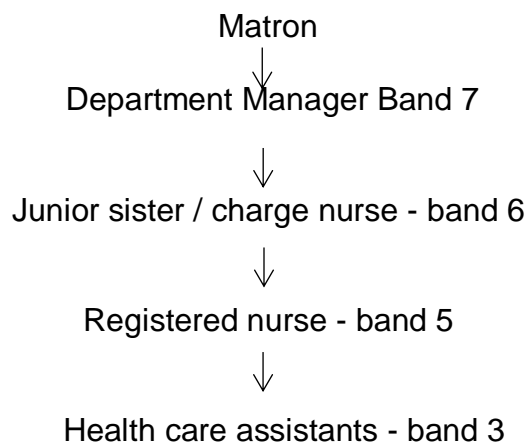 Matron
Department Manager Band 7
Junior sister / charge nurse - band 6
Registered nurse - band 5
Health care assistants - band 3